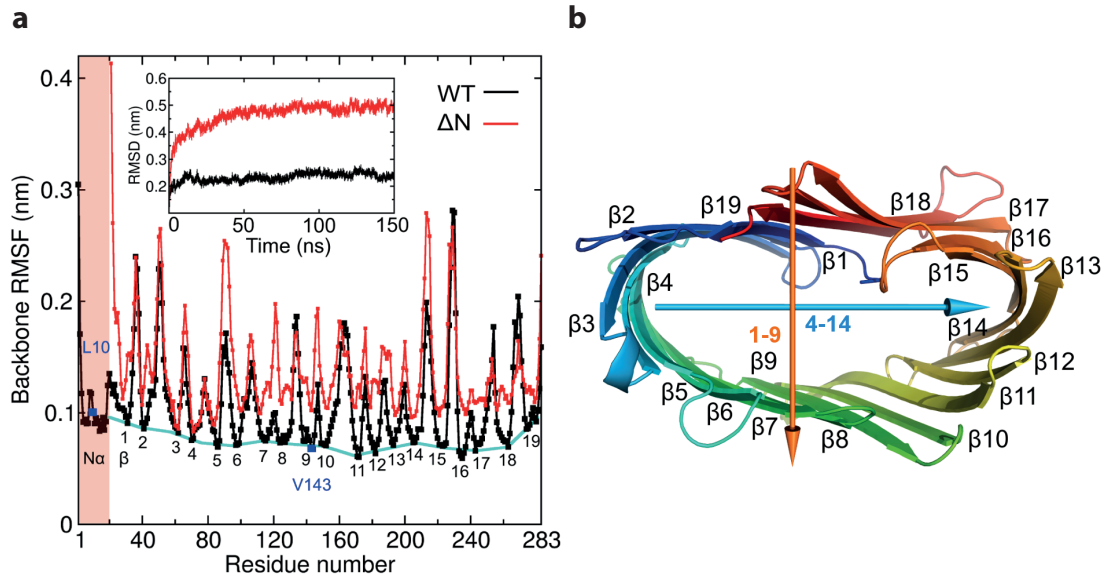 a
b
0.4
0.3
0.2
0.1
0
Backbone RMSF (nm)
0.6
0.5
0.4
0.3
0.2
RMSD (nm)
0 50 100 150
Time (ns)
WT
ΔN
L10
Nα
β
1 2 3 4 5 6 7 8 9 10 11 12 13 14 15 16 17 18 19
V143
1 40 80 120 160 200 240 283
Residue number
β2 β19 β18 β17
β16
β4 β1 β15 β13
β3 β14
1-9 4-14
β9 β12
β5 β6 β11
β7 β8 β10